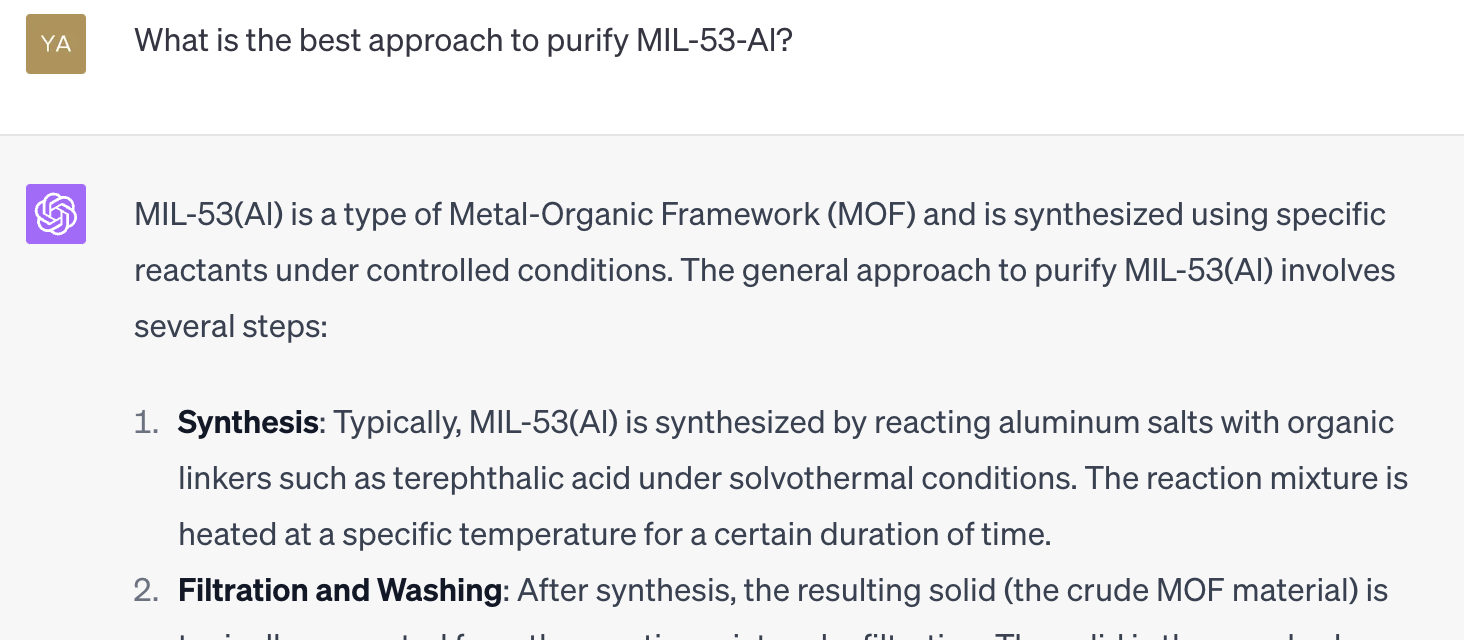 YA
What is the best approach to purify MIL-53-Al?
MIL-53(Al) is a type of Metal-Organic Framework (MOF) and is synthesized using specific
reactants under controlled conditions. The general approach to purify MIL-53(Al) involves
several steps:
1. Synthesis: Typically, MIL-53(Al) is synthesized by reacting aluminum salts with organic
linkers such as terephthalic acid under solvothermal conditions. The reaction mixture is
heated at a specific temperature for a certain duration of time.
2. Filtration and Washing: After synthesis, the resulting solid (the crude MOF material) is